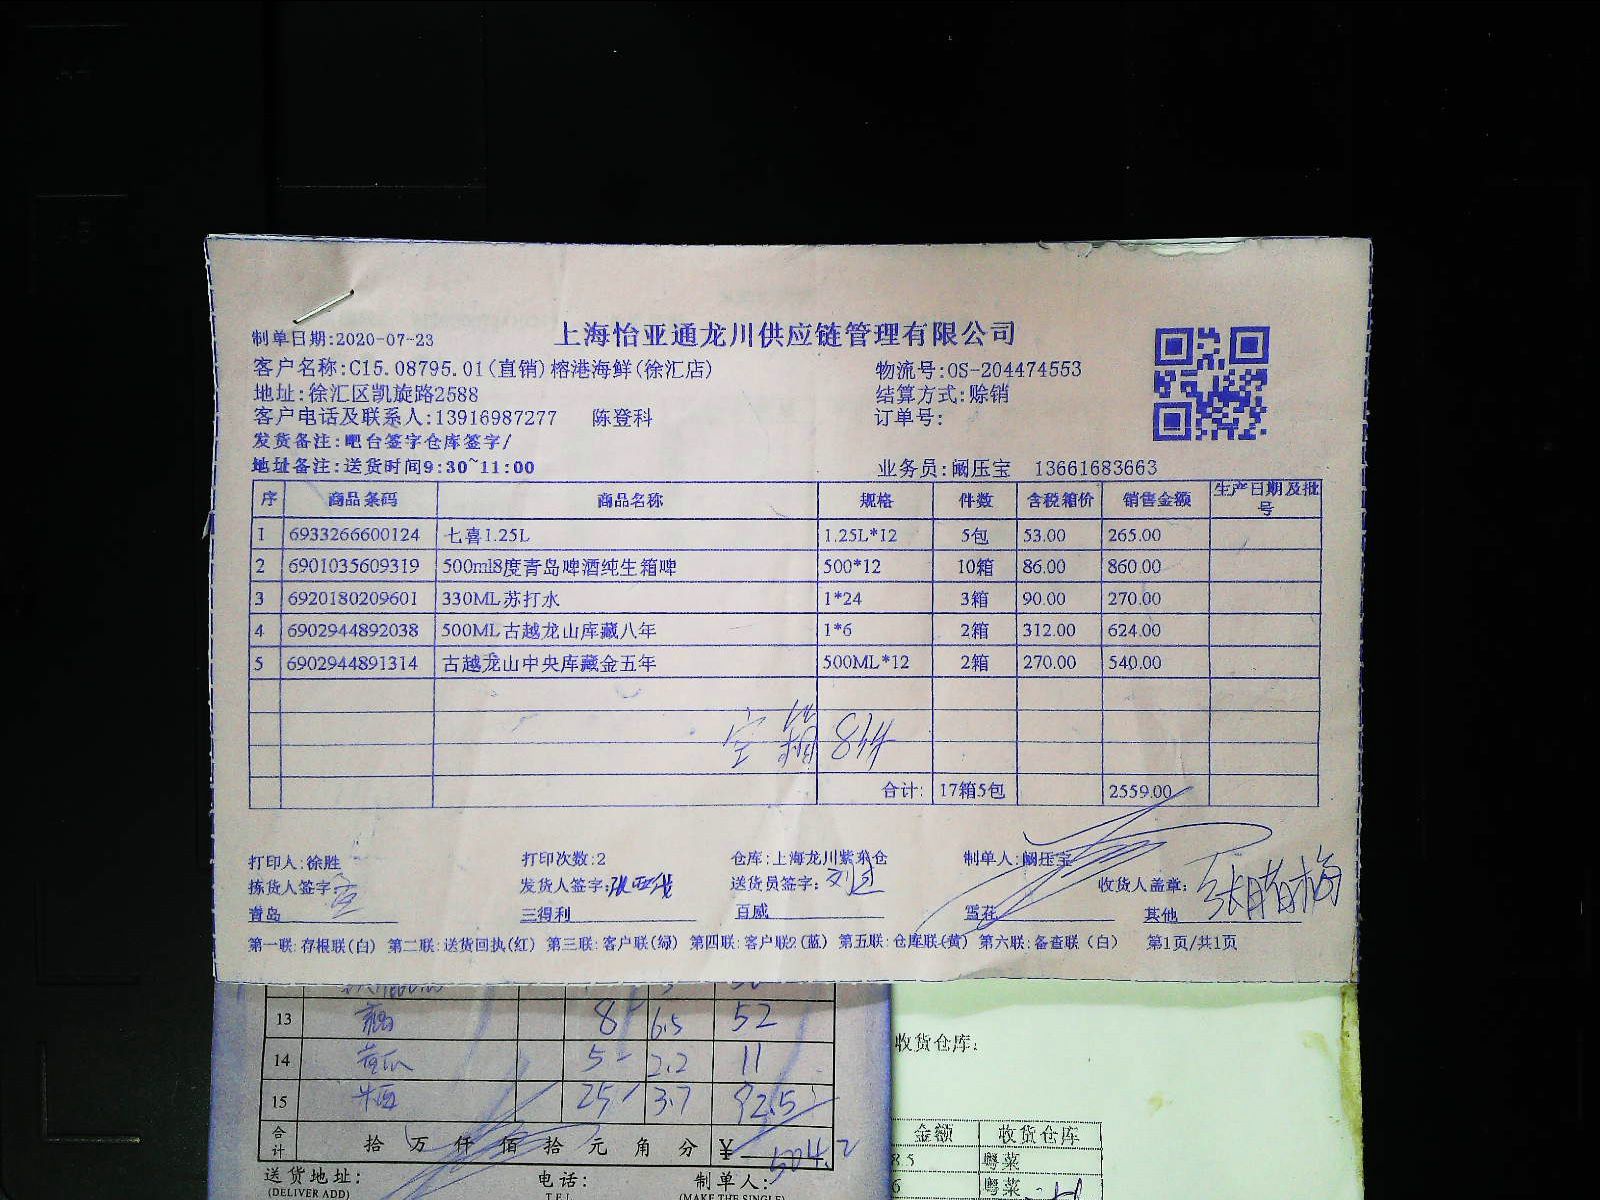 上海怡亚通龙川供应链管理有限公司
制单日期:2020-07-23
客户名称:C15.08795.01(直销)榕港海鲜(徐汇店) 物流号:OS-204474553
地址:徐汇区凯旋路2588 结算方式:赊销
客户电话及联系人:13916987277 陈登科 订单号:
发货备注:吧台签字仓库签字/
地址备注:送货时间9:30~11:00 业务员:阚压宝 13661683663
序 商品条码 商品名称 规格 件数 含税箱价 销售金额 生产日期及批号
1 6933266600124 七喜1.25L 1.25L*12 5包 53.00 265.00
2 6901035609319 500ml8度青岛啤酒纯生箱啤 500*12 10箱 86.00 860.00
3 6920180209601 330ML苏打水 1*24 3箱 90.00 270.00
4 6902944892038 500ML古越龙山库藏八年 1*6 2箱 312.00 624.00
5 6902944891314 古越龙山中央库藏金五年 500ML*12 2箱 270.00 540.00
合计: 17箱5包 2559.00
打印人:徐胜 打印次数:2 仓库:上海龙川紫来仓 制单人:阚压宝
拣货人签字: 发货人签字: 送货员签字: 收货人盖章:
青岛 三得利 百威 雪花 其他
第一联:存根联(白) 第二联:送货回执(红) 第三联:客户联(绿) 第四联:客户联2(蓝) 第五联:仓库联(黄) 第六联:备查联(白) 第1页/共1页
13 8 6.5 52
14 5 2.2 11
15 25 3.7 92.5
合计 拾 万 仟 佰 拾 元 角 分 ¥ 504.2
送货地址: 电话: 制单人:
(DELIVER ADD) TEL (MAKE THE SINGLE)
收货仓库:
金额 收货仓库
8.5 粤菜
6 粤菜